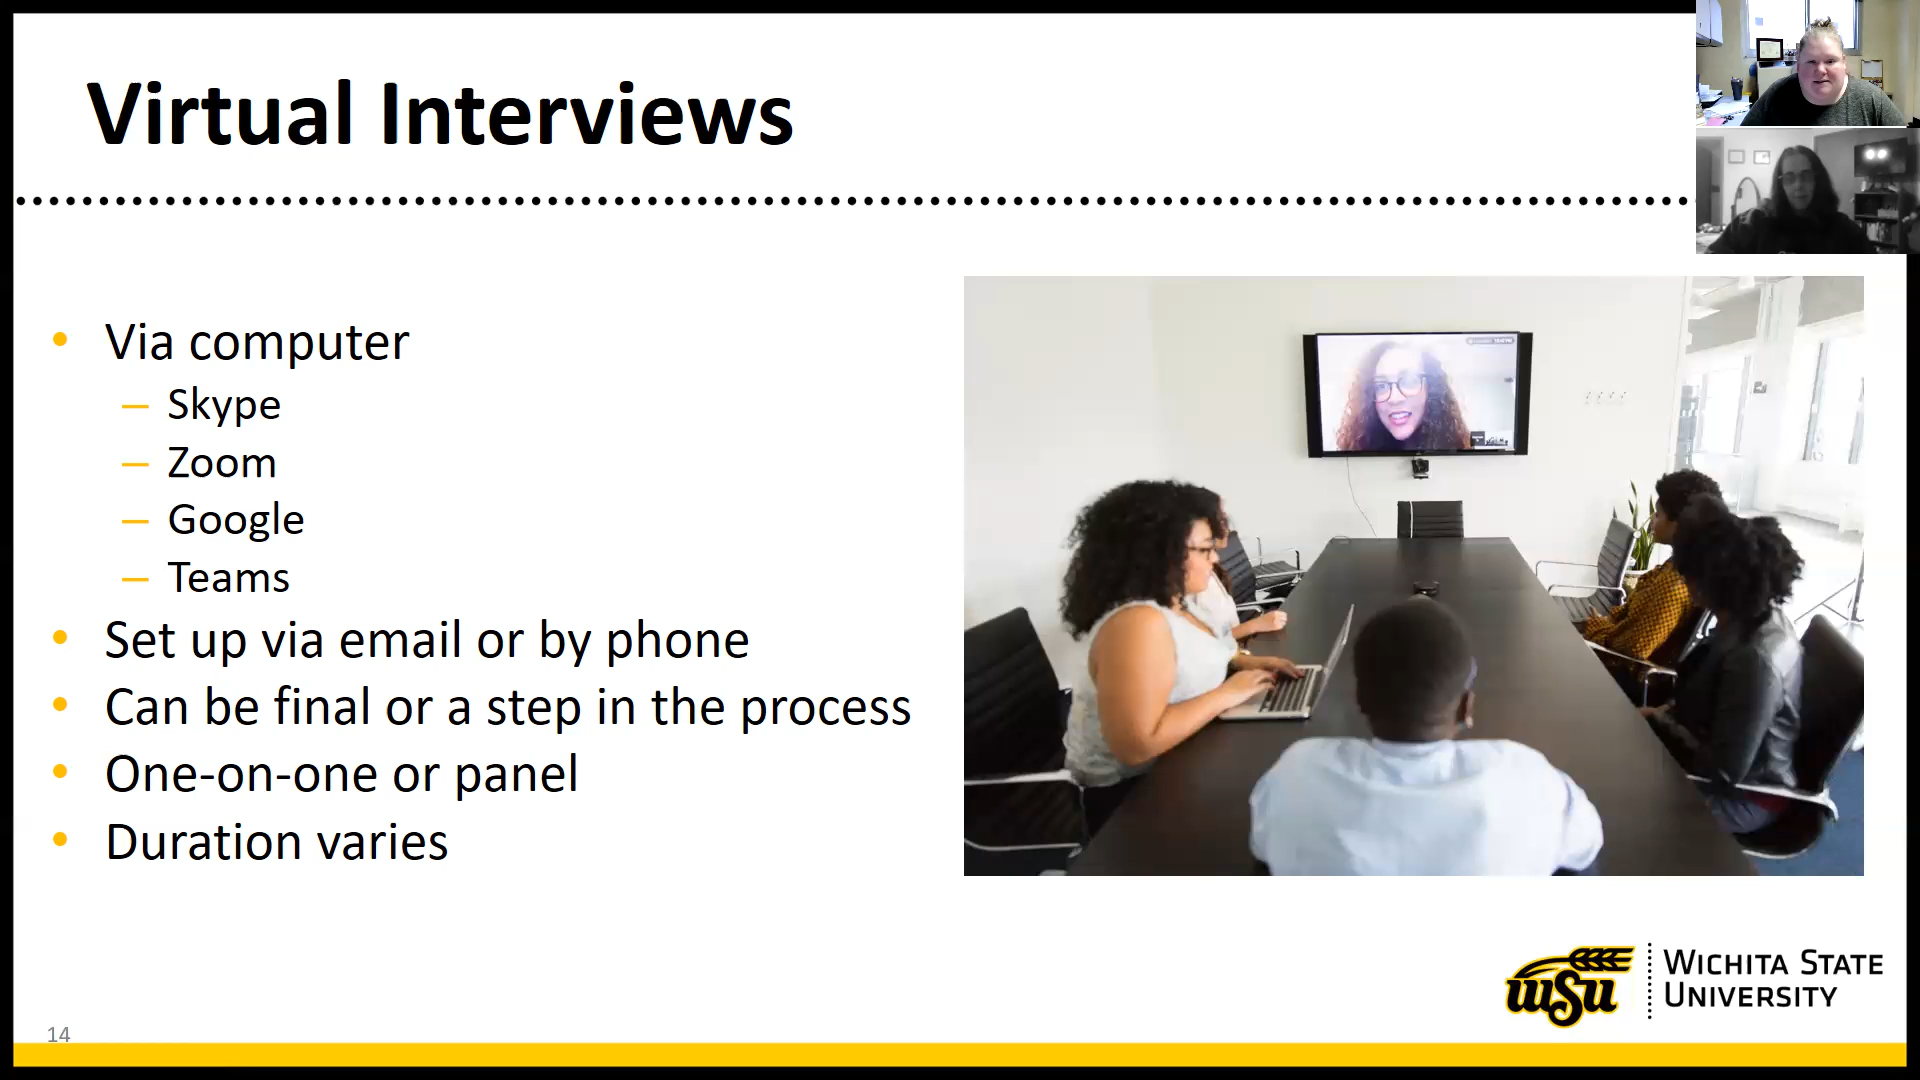 Virtual Interviews
• Via computer
– Skype
– Zoom
– Google
– Teams
• Set up via email or by phone
• Can be final or a step in the process
• One-on-one or panel
• Duration varies
wsu
WICHITA STATE
UNIVERSITY
14